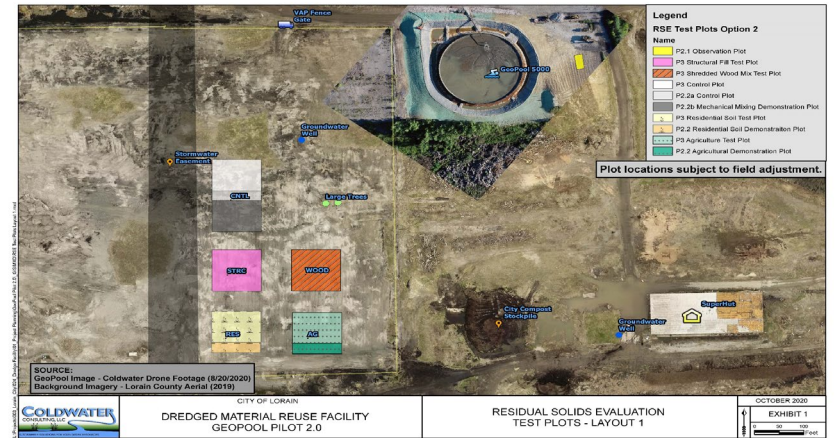 VAP Fence
Gate
GeoPool 5000
Groundwater
Well
Stormwater
Easement
CNTL
Large Trees
STRC
WOOD
RES
AG
City Compost
Stockpile
Groundwater
Well
SuperHut
Legend
RSE Test Plots Option 2
Name
P2.1 Observation Plot
P3 Structural Fill Test Plot
P3 Shredded Wood Mix Test Plot
P3 Control Plot
P2.2a Control Plot
P2.2b Mechanical Mixing Demonstration Plot
P3 Residential Soil Test Plot
P2.2 Residential Soil Demonstraiton Plot
P3 Agriculture Test Plot
P2.2 Agricultural Demonstration Plot
Plot locations subject to field adjustment.
SOURCE:
GeoPool Image - Coldwater Drone Footage (8/20/2020)
Background Imagery - Lorain County Aerial (2019)
COLDWATER
CONSULTING, LLC
CITY OF LORAIN
DREDGED MATERIAL REUSE FACILITY
GEOPOOL PILOT 2.0
RESIDUAL SOLIDS EVALUATION
TEST PLOTS - LAYOUT 1
OCTOBER 2020
EXHIBIT 1
0 50 100
Feet